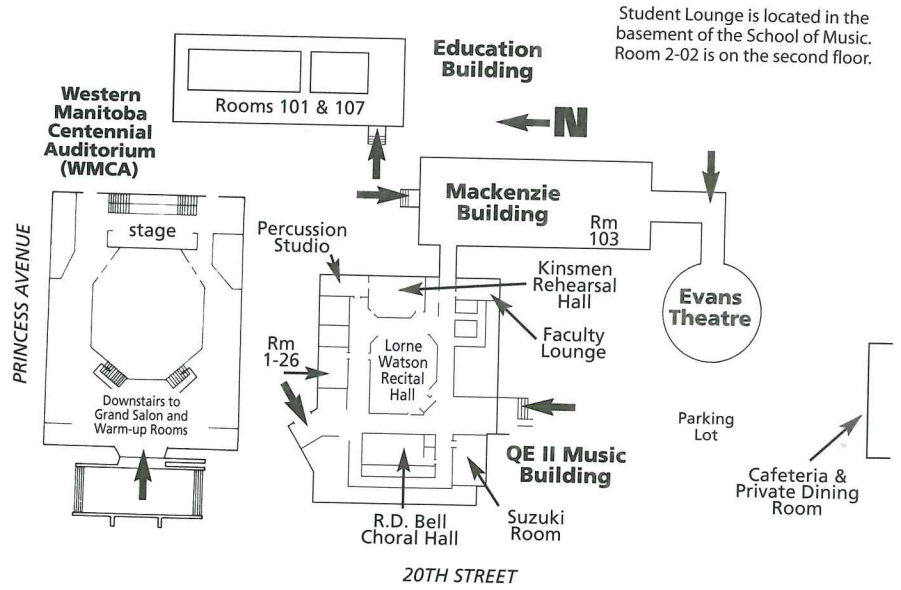 Student Lounge is located in the
basement of the School of Music.
Room 2-02 is on the second floor.
Education
Building
Rooms 101 & 107
Western
Manitoba
Centennial
Auditorium
(WMCA)
N
Mackenzie
Building
Rm
103
stage
Percussion
Studio
Kinsmen
Rehearsal
Hall
Evans
Theatre
PRINCESS AVENUE
Faculty
Lounge
Rm
1-26
Lorne
Watson
Recital
Hall
Downstairs to
Grand Salon and
Warm-up Rooms
Parking
Lot
QE II Music
Building
Cafeteria &
Private Dining
Room
R.D. Bell
Choral Hall
Suzuki
Room
20TH STREET